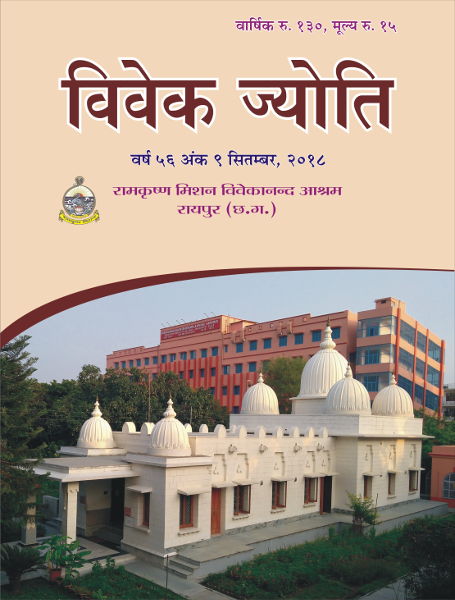 वार्षिक रु. १३०, मूल्य रु. १५
विवेक ज्योति
वर्ष ५६ अंक ९ सितम्बर, २०१८
रामकृष्ण मिशन विवेकानन्द आश्रम
रायपुर (छ.ग.)